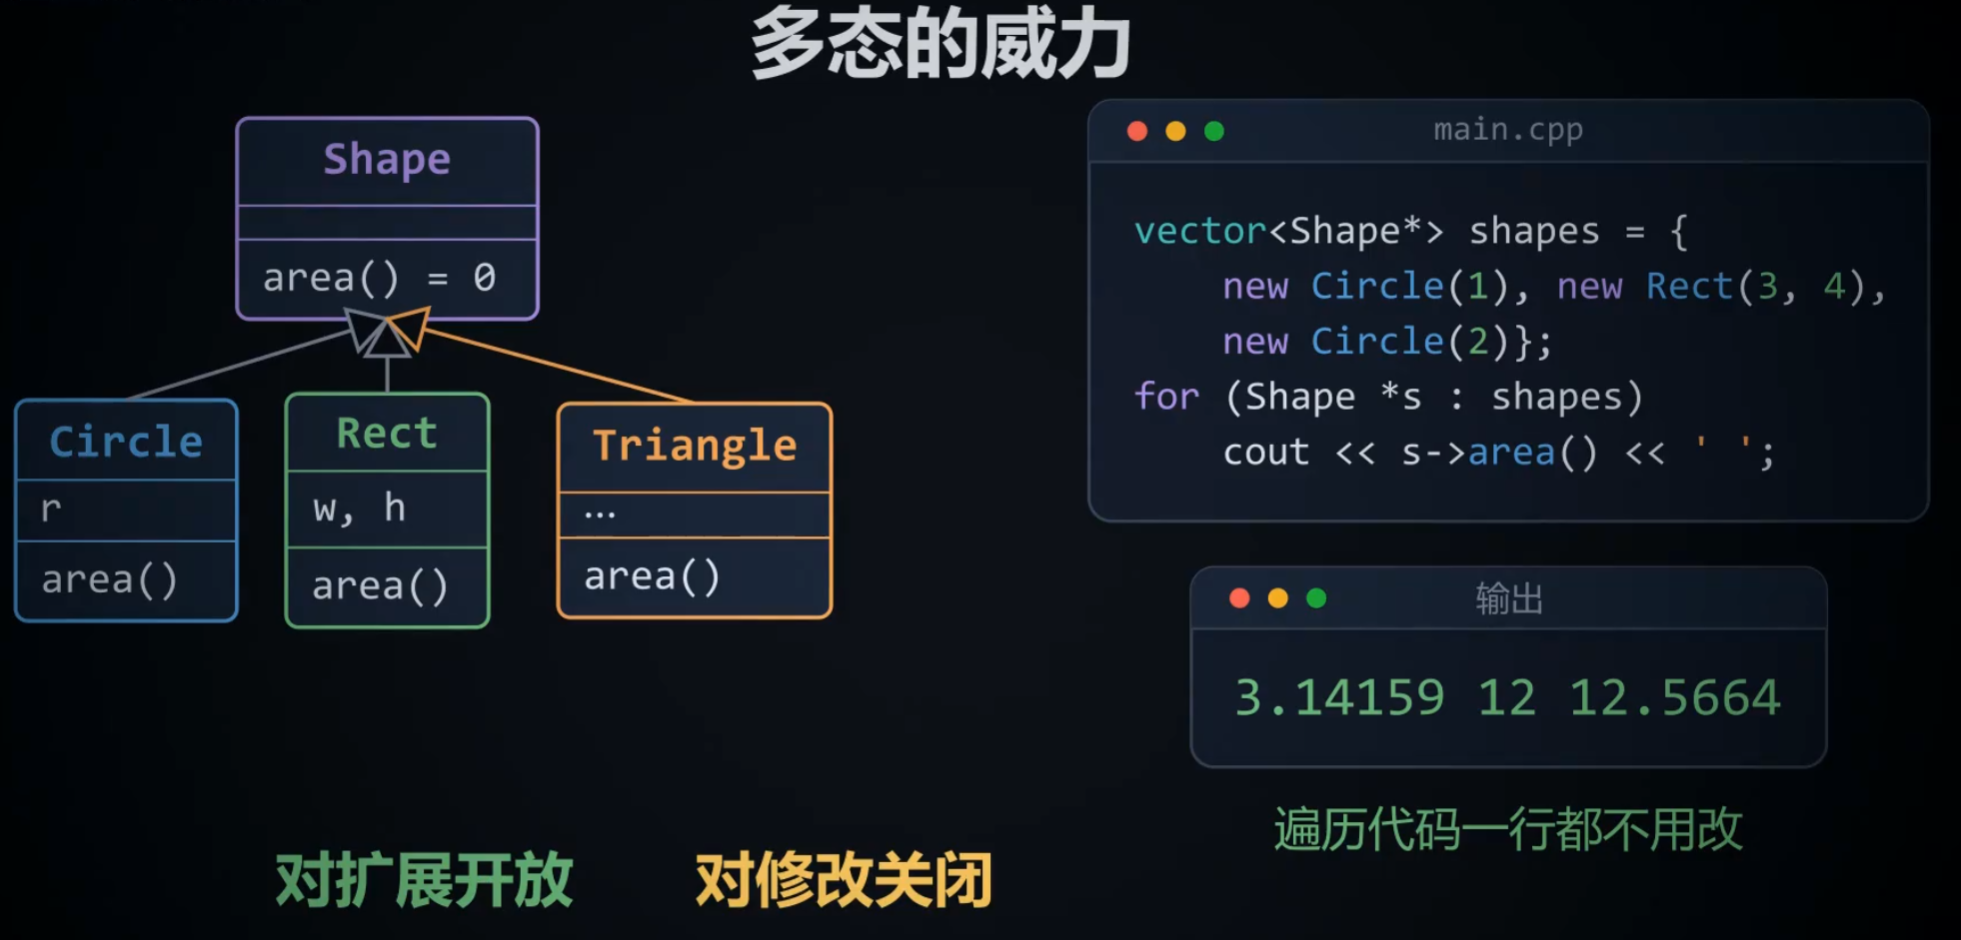 多态的威力
Shape
area() = 0
Circle
r
area()
Rect
w, h
area()
Triangle
...
area()
main.cpp
vector<Shape*> shapes = {
    new Circle(1), new Rect(3, 4),
    new Circle(2)};
for (Shape *s : shapes)
    cout << s->area() << ' ';
输出
3.14159 12 12.5664
遍历代码一行都不用改
对扩展开放
对修改关闭